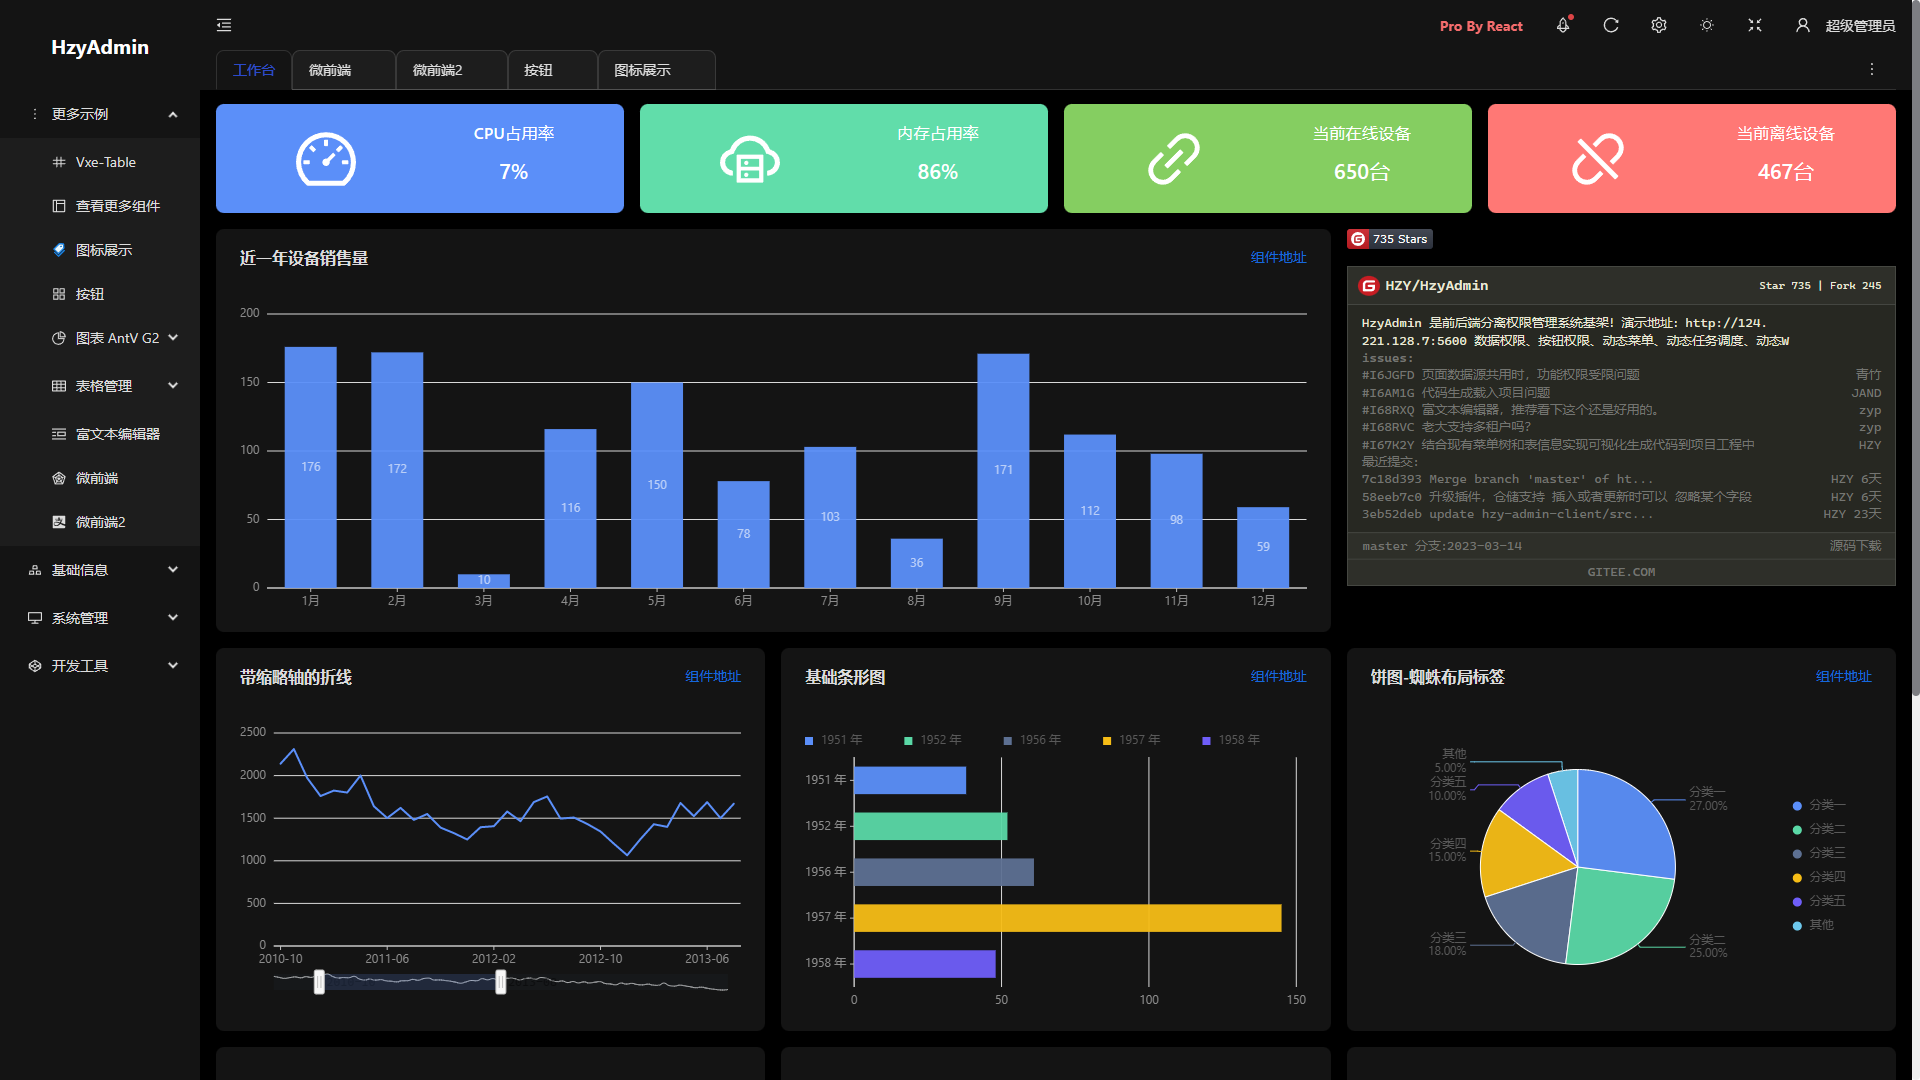 HzyAdmin
更多示例
Vxe-Table
查看更多组件
图标展示
按钮
图表 AntV G2
表格管理
富文本编辑器
微前端
微前端2
基础信息
系统管理
开发工具
Pro By React
超级管理员
工作台
微前端
微前端2
按钮
图标展示
CPU占用率
7%
内存占用率
86%
当前在线设备
650台
当前离线设备
467台
近一年设备销售量
组件地址
200
150
100
50
0
176
172
10
116
150
78
103
36
171
112
98
59
1月
2月
3月
4月
5月
6月
7月
8月
9月
10月
11月
12月
735 Stars
HZY/HzyAdmin
Star 735 | Fork 245
HzyAdmin 是前后端分离权限管理系统基架! 演示地址: http://124.
221.128.7:5600 数据权限、按钮权限、动态菜单、动态任务调度、动态W
issues:
#I6JGFD 页面数据源共用时，功能权限受限问题 青竹
#I6AM1G 代码生成载入项目问题 JAND
#I68RXQ 富文本编辑器，推荐看下这个还是好用的。 zyp
#I68RVC 老大支持多租户吗? zyp
#I67K2Y 结合现有菜单树和表信息实现可视化生成代码到项目工程中 HZY
最近提交:
7c18d393 Merge branch 'master' of ht... HZY 6天
58eeb7c0 升级插件，仓储支持 插入或者更新时可以 忽略某个字段 HZY 6天
3eb52deb update hzy-admin-client/src... HZY 23天
master 分支:2023-03-14 源码下载
GITEE.COM
带缩略轴的折线
组件地址
2500
2000
1500
1000
500
0
2010-10
2011-06
2012-02
2012-10
2013-06
基础条形图
组件地址
1951 年
1952 年
1956 年
1957 年
1958 年
1951 年
1952 年
1956 年
1957 年
1958 年
0
50
100
150
饼图-蜘蛛布局标签
组件地址
其他
5.00%
分类五
10.00%
分类四
15.00%
分类三
18.00%
分类一
27.00%
分类二
25.00%
分类一
分类二
分类三
分类四
分类五
其他